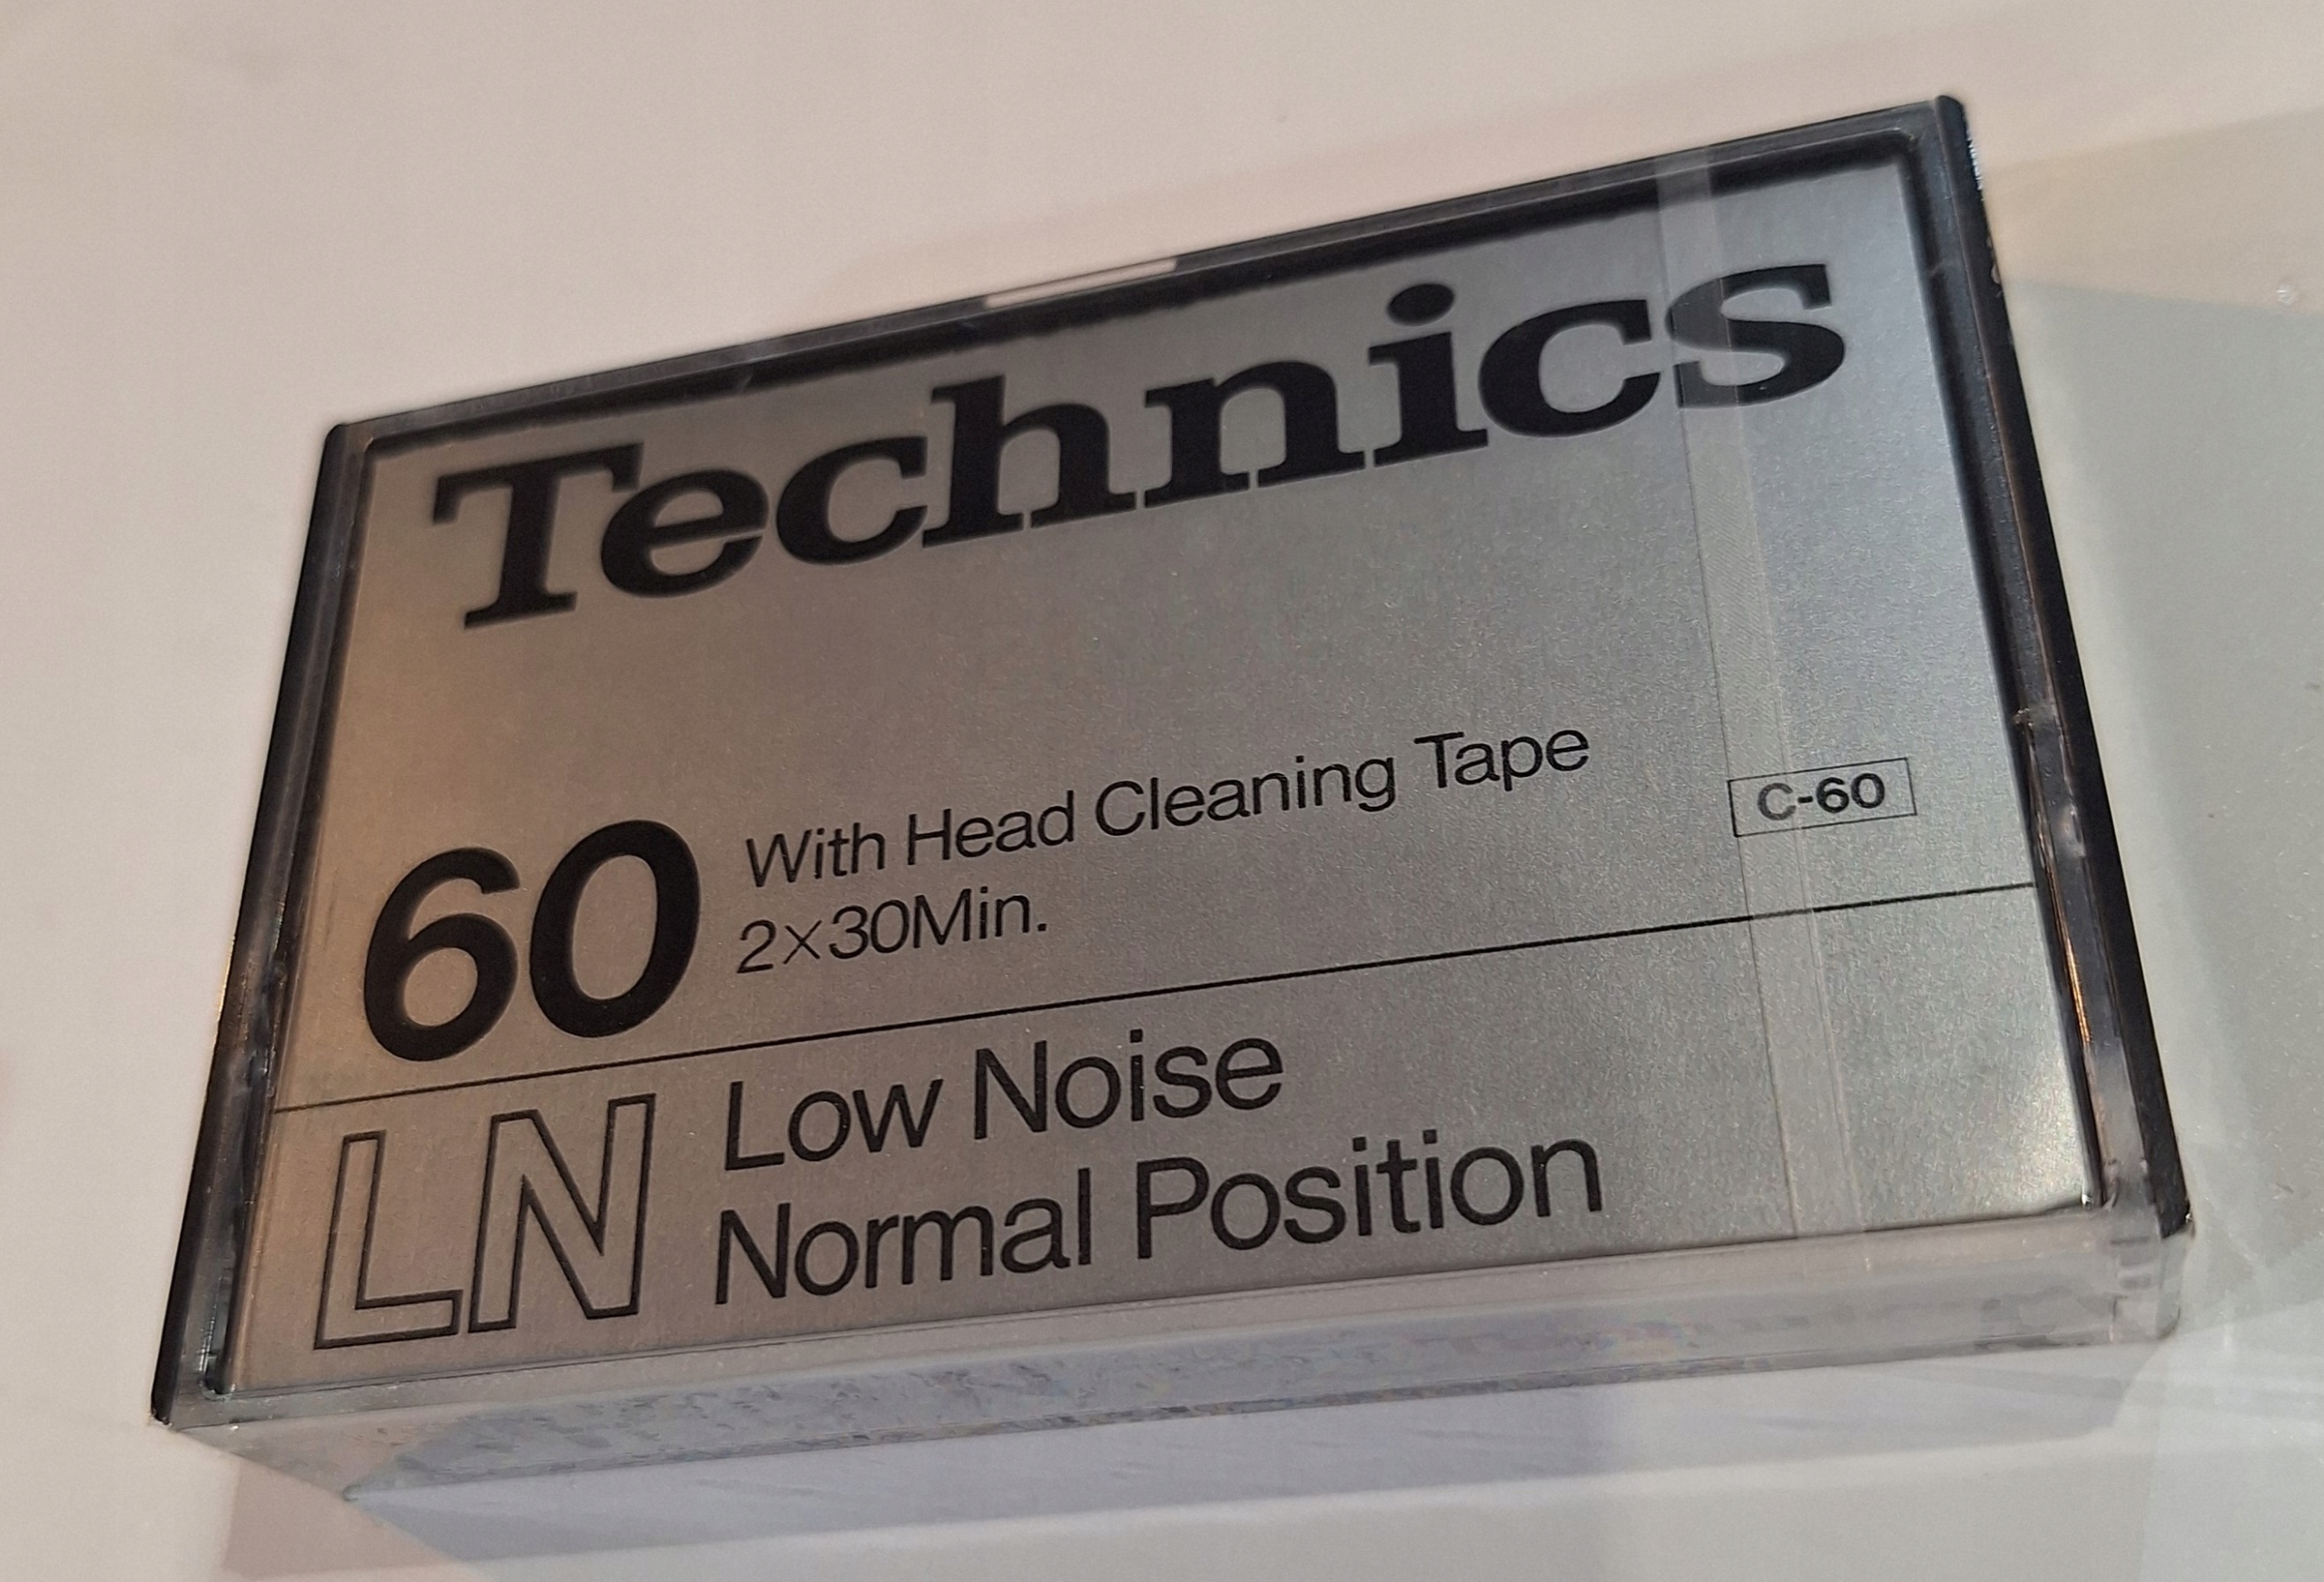 Technics
60 With Head Cleaning Tape
2×30Min.
C-60
LN Low Noise
Normal Position